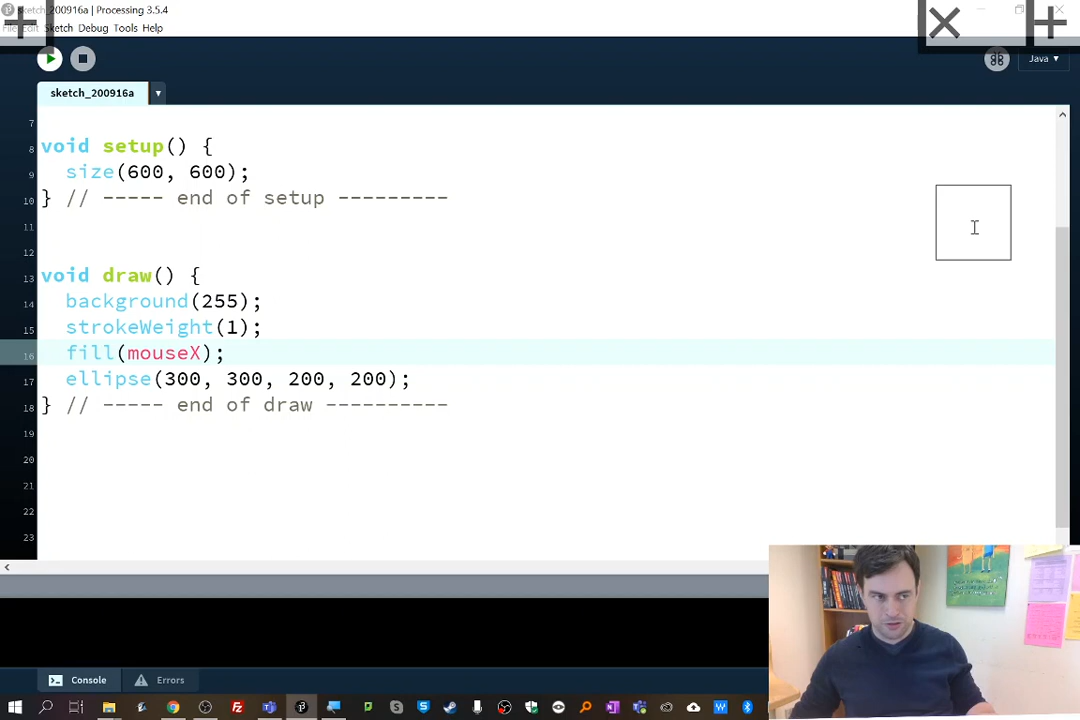 sketch_200916a | Processing 3.5.4
File Edit Sketch Debug Tools Help
Java ▾
sketch_200916a ▾
7
8 void setup() {
9 size(600, 600);
10 } // ----- end of setup ---------
11
12
13 void draw() {
14 background(255);
15 strokeWeight(1);
16 fill(mouseX);
17 ellipse(300, 300, 200, 200);
18 } // ----- end of draw ----------
19
20
21
22
23
Console
Errors